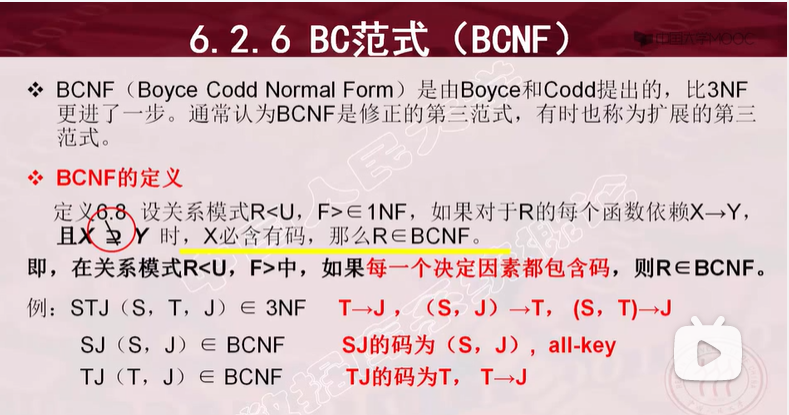 6.2.6 BC范式（BCNF）
中国大学MOOC
❖ BCNF（Boyce Codd Normal Form）是由Boyce和Codd提出的，比3NF
更进了一步。通常认为BCNF是修正的第三范式，有时也称为扩展的第三
范式。
❖ BCNF的定义
定义6.8 设关系模式R<U，F>∈1NF，如果对于R的每个函数依赖X→Y，
且X ⊉ Y 时，X必含有码，那么R∈BCNF。
即，在关系模式R<U，F>中，如果每一个决定因素都包含码，则R∈BCNF。
例：STJ（S，T，J）∈ 3NF T→J ，（S，J）→T， (S，T)→J
SJ（S，J）∈ BCNF SJ的码为（S，J）, all-key
TJ（T，J）∈ BCNF TJ的码为T， T→J